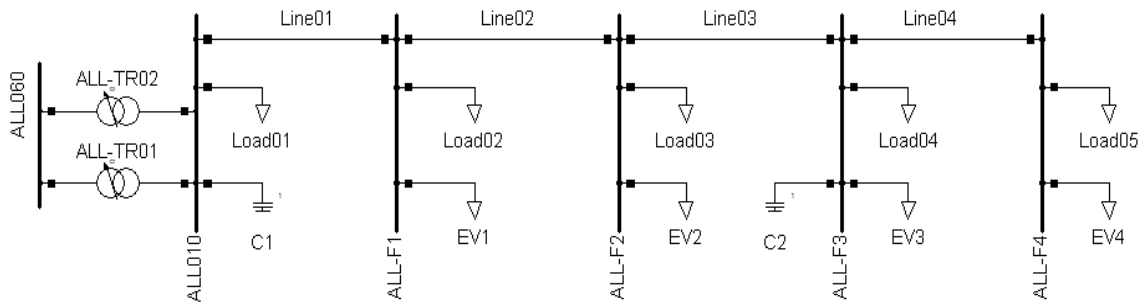 Line01
Line02
Line03
Line04
ALL060
ALL-TR02
ALL-TR01
Load01
Load02
Load03
Load04
Load05
C1
EV1
EV2
C2
EV3
EV4
ALL010
ALL-F1
ALL-F2
ALL-F3
ALL-F4